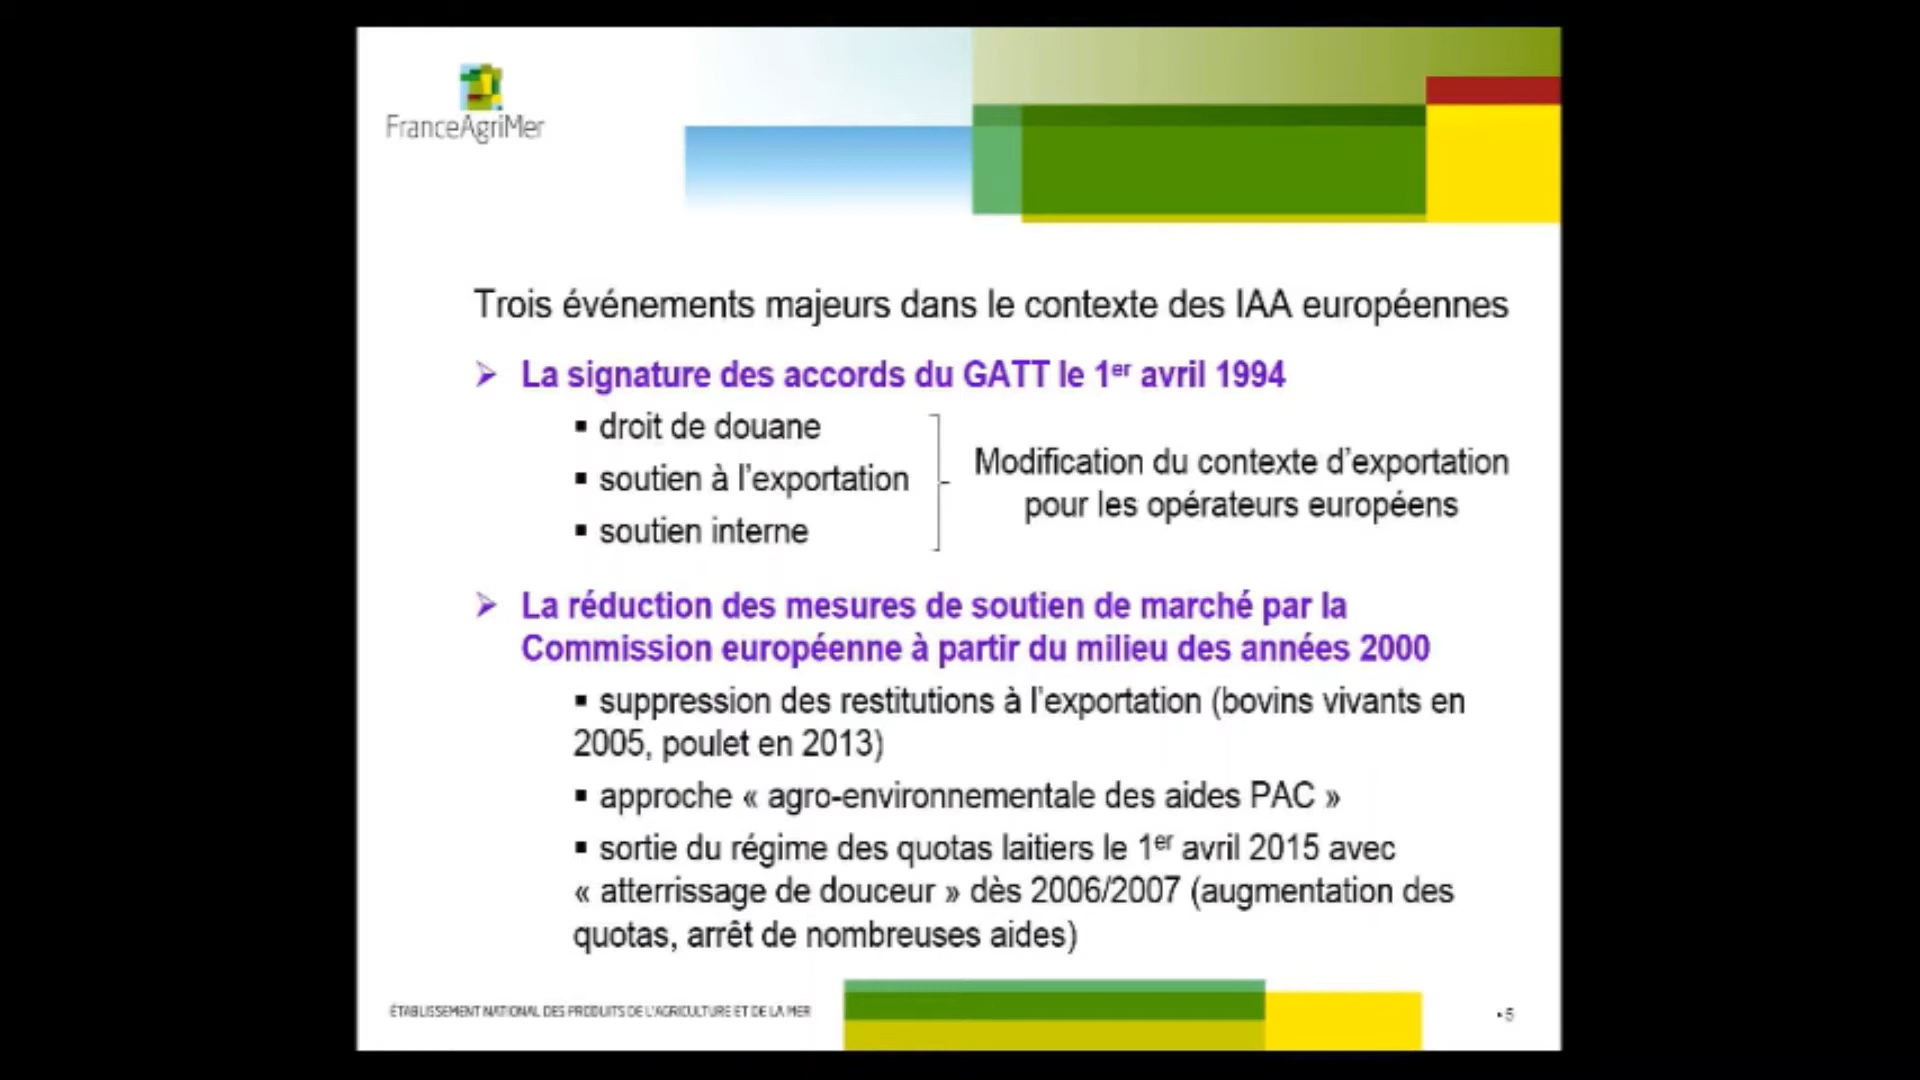 FranceAgriMer
Trois événements majeurs dans le contexte des IAA européennes
➢ La signature des accords du GATT le 1er avril 1994
▪ droit de douane
▪ soutien à l'exportation
▪ soutien interne
Modification du contexte d'exportation
pour les opérateurs européens
➢ La réduction des mesures de soutien de marché par la
Commission européenne à partir du milieu des années 2000
▪ suppression des restitutions à l'exportation (bovins vivants en
2005, poulet en 2013)
▪ approche « agro-environnementale des aides PAC »
▪ sortie du régime des quotas laitiers le 1er avril 2015 avec
« atterrissage de douceur » dès 2006/2007 (augmentation des
quotas, arrêt de nombreuses aides)
ÉTABLISSEMENT NATIONAL DES PRODUITS DE L'AGRICULTURE ET DE LA MER
• 5